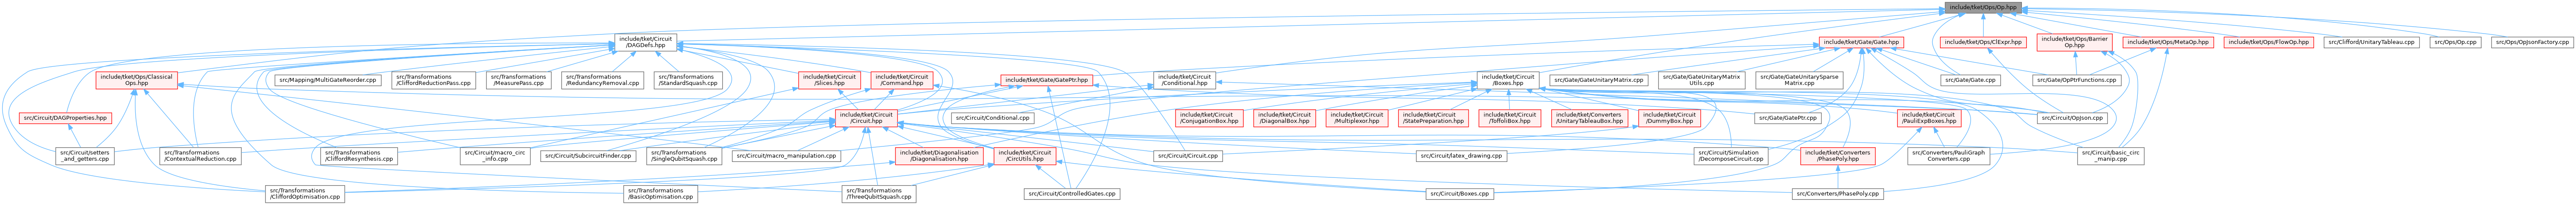 include/tket/Ops/Op.hpp
include/tket/Circuit
/DAGDefs.hpp
include/tket/Gate/Gate.hpp
include/tket/Ops/ClExpr.hpp
include/tket/Ops/Barrier
Op.hpp
include/tket/Ops/MetaOp.hpp
include/tket/Ops/FlowOp.hpp
src/Clifford/UnitaryTableau.cpp
src/Ops/Op.cpp
src/Ops/OpJsonFactory.cpp
include/tket/Ops/Classical
Ops.hpp
src/Mapping/MultiGateReorder.cpp
src/Transformations
/CliffordReductionPass.cpp
src/Transformations
/MeasurePass.cpp
src/Transformations
/RedundancyRemoval.cpp
src/Transformations
/StandardSquash.cpp
include/tket/Circuit
/Slices.hpp
include/tket/Circuit
/Command.hpp
include/tket/Gate/GatePtr.hpp
include/tket/Circuit
/Conditional.hpp
include/tket/Circuit
/Boxes.hpp
src/Gate/GateUnitaryMatrix.cpp
src/Gate/GateUnitaryMatrix
Utils.cpp
src/Gate/GateUnitarySparse
Matrix.cpp
src/Gate/Gate.cpp
src/Gate/OpPtrFunctions.cpp
src/Circuit/DAGProperties.hpp
include/tket/Circuit
/Circuit.hpp
src/Circuit/Conditional.cpp
include/tket/Circuit
/ConjugationBox.hpp
include/tket/Circuit
/DiagonalBox.hpp
include/tket/Circuit
/Multiplexor.hpp
include/tket/Circuit
/StatePreparation.hpp
include/tket/Circuit
/ToffoliBox.hpp
include/tket/Converters
/UnitaryTableauBox.hpp
include/tket/Circuit
/DummyBox.hpp
src/Gate/GatePtr.cpp
include/tket/Circuit
/PauliExpBoxes.hpp
src/Circuit/OpJson.cpp
src/Circuit/setters
_and_getters.cpp
src/Transformations
/ContextualReduction.cpp
src/Transformations
/CliffordResynthesis.cpp
src/Circuit/macro_circ
_info.cpp
src/Circuit/SubcircuitFinder.cpp
src/Transformations
/SingleQubitSquash.cpp
src/Circuit/macro_manipulation.cpp
include/tket/Diagonalisation
/Diagonalisation.hpp
include/tket/Circuit
/CircUtils.hpp
src/Circuit/Circuit.cpp
src/Circuit/latex_drawing.cpp
src/Circuit/Simulation
/DecomposeCircuit.cpp
include/tket/Converters
/PhasePoly.hpp
src/Converters/PauliGraph
Converters.cpp
src/Circuit/basic_circ
_manip.cpp
src/Transformations
/CliffordOptimisation.cpp
src/Transformations
/BasicOptimisation.cpp
src/Transformations
/ThreeQubitSquash.cpp
src/Circuit/ControlledGates.cpp
src/Circuit/Boxes.cpp
src/Converters/PhasePoly.cpp